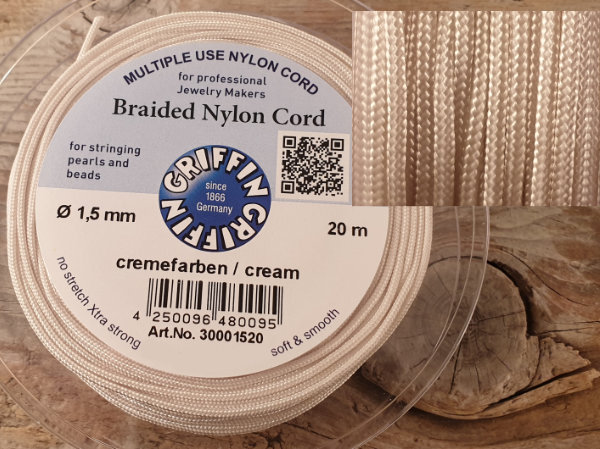 MULTIPLE USE NYLON CORD
for professional
Jewelry Makers
Braided Nylon Cord
for stringing
pearls and
beads
GRIFFIN
since
1866
Germany
GRIFFIN
Ø 1,5 mm
20 m
cremefarben / cream
4 250096 480095
Art.No. 30001520
no stretch Xtra strong
soft & smooth